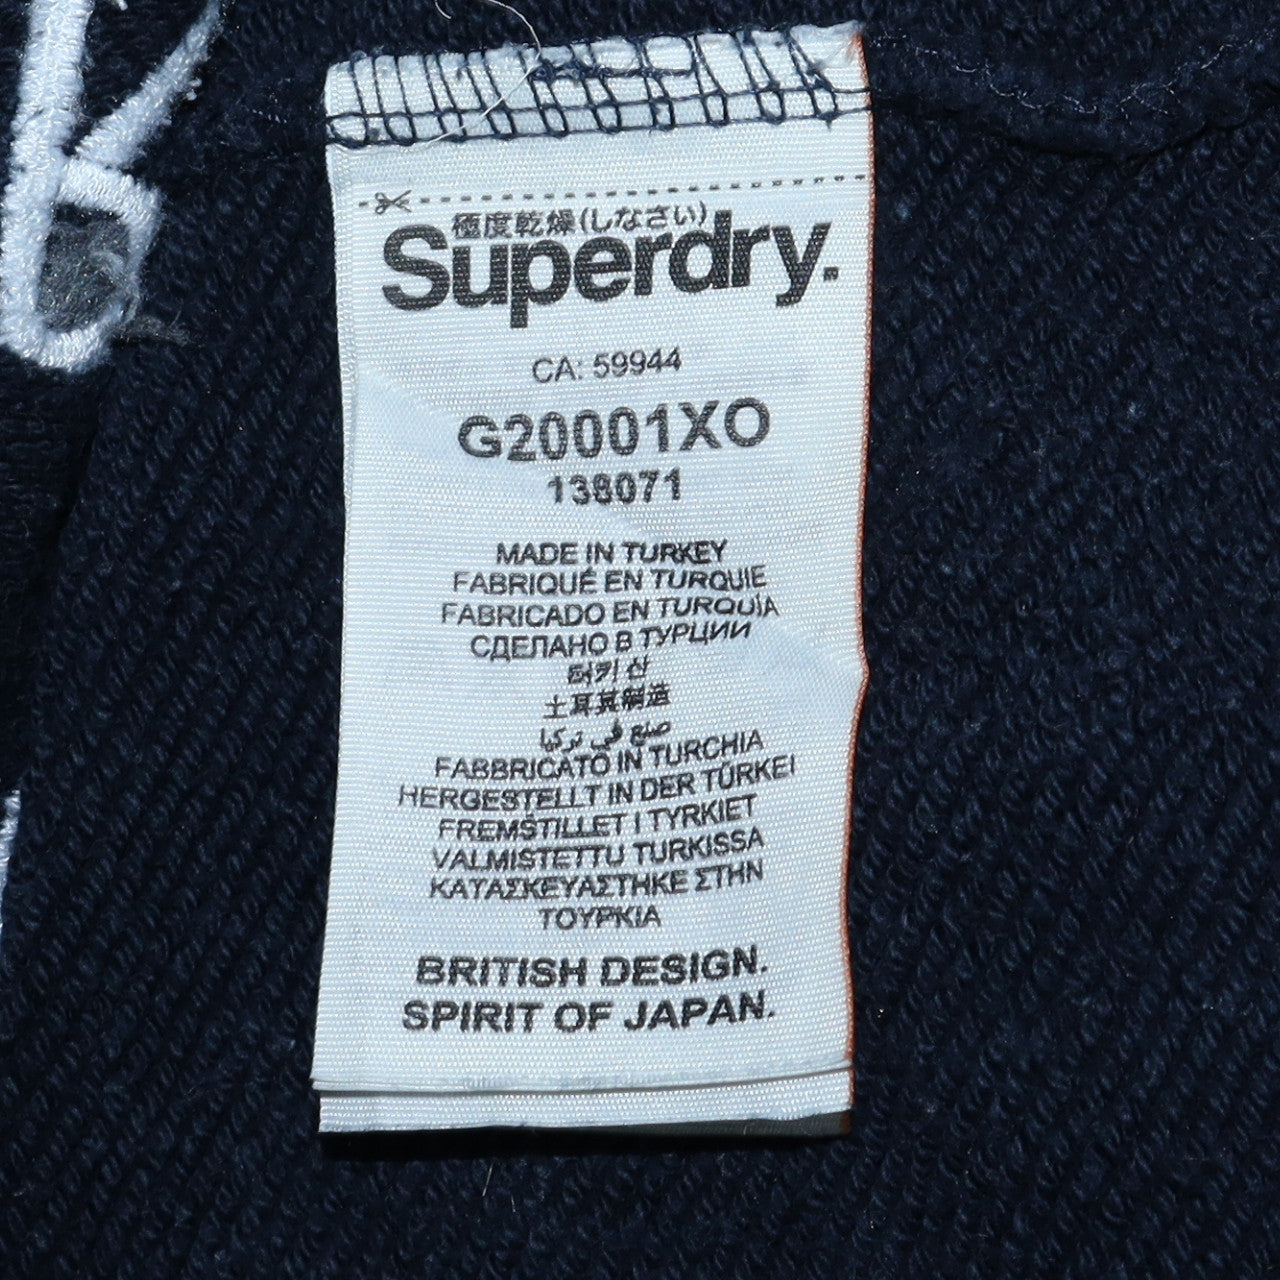 極度乾燥(しなさい)
Superdry.
CA: 59944
G20001XO
138071
MADE IN TURKEY
FABRIQUÉ EN TURQUIE
FABRICADO EN TURQUÍA
СДЕЛАНО В ТУРЦИИ
터키 산
土耳其制造
صنع في تركيا
FABBRICATO IN TURCHIA
HERGESTELLT IN DER TÜRKEI
FREMSTILLET I TYRKIET
VALMISTETTU TURKISSA
ΚΑΤΑΣΚΕΥΑΣΤΗΚΕ ΣΤΗΝ
ΤΟΥΡΚΙΑ
BRITISH DESIGN.
SPIRIT OF JAPAN.